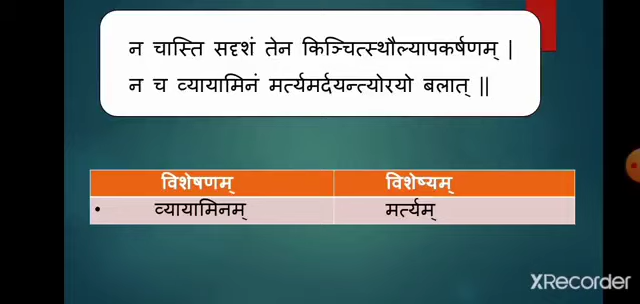 न चास्ति सदृशं तेन किञ्चित्स्थौल्यापकर्षणम् |
न च व्यायामिनं मर्त्यमर्दयन्त्योरयो बलात् ||
विशेषणम् विशेष्यम्
• व्यायामिनम् मर्त्यम्
XRecorder